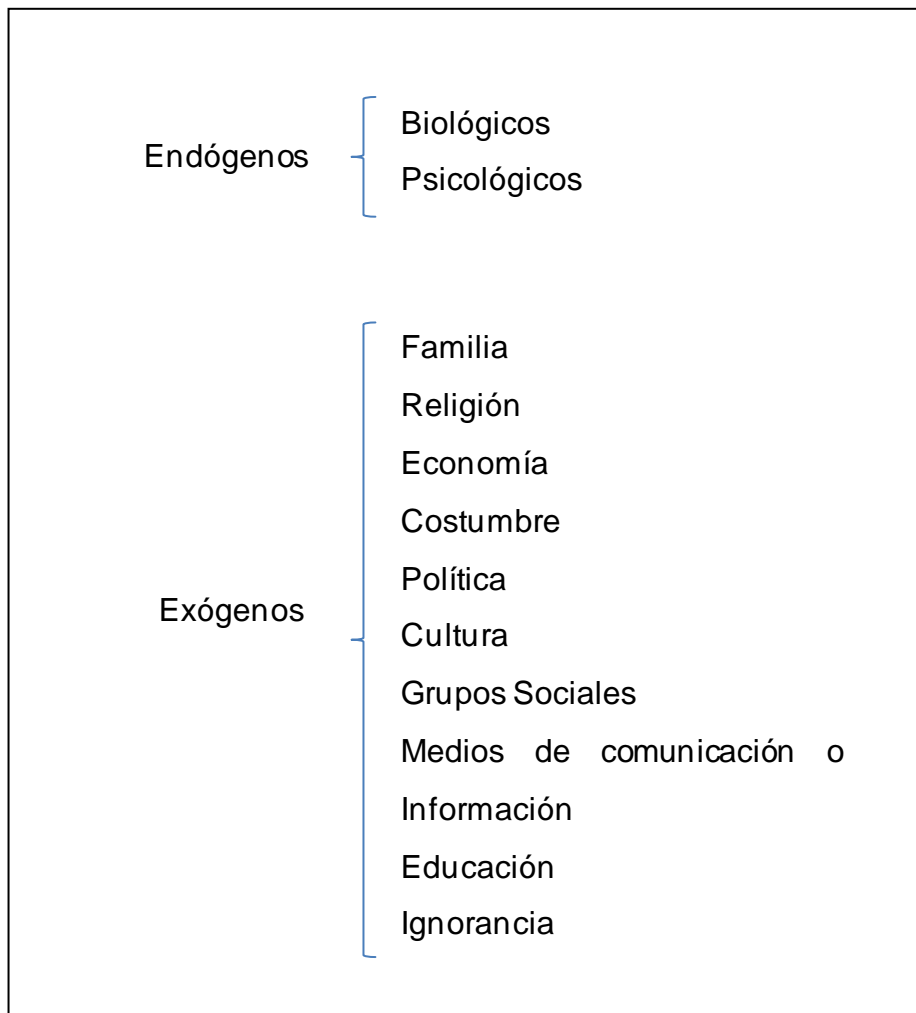 Endógenos
Biológicos
Psicológicos
Exógenos
Familia
Religión
Economía
Costumbre
Política
Cultura
Grupos Sociales
Medios de comunicación o
Información
Educación
Ignorancia